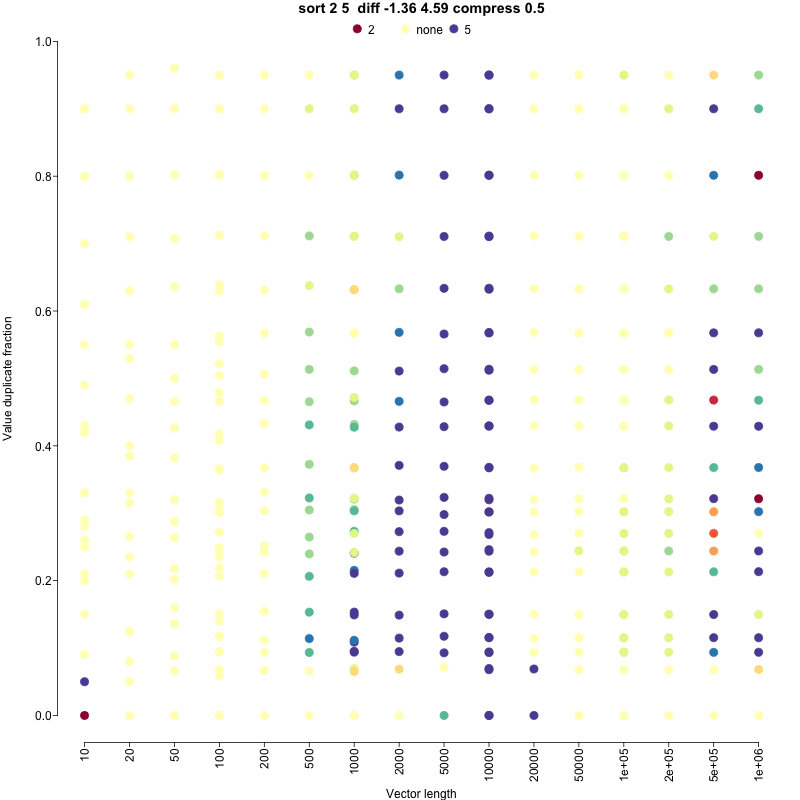 sort 2 5  diff -1.36 4.59 compress 0.5
2 none 5
Value duplicate fraction
1.0
0.8
0.6
0.4
0.2
0.0
10 20 50 100 200 500 1000 2000 5000 10000 20000 50000 1e+05 2e+05 5e+05 1e+06
Vector length